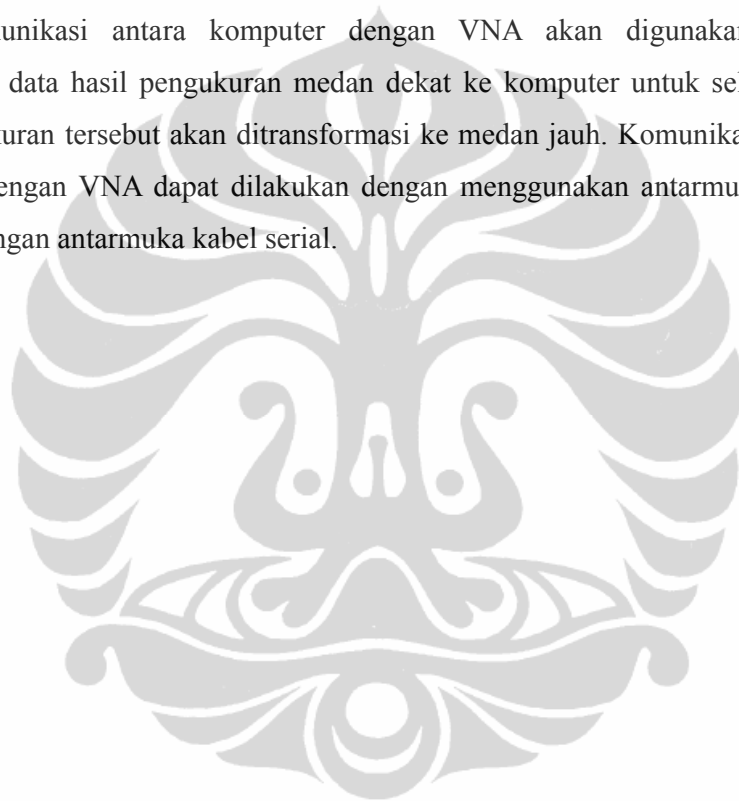 unikasi antara komputer dengan VNA akan digunakan
data hasil pengukuran medan dekat ke komputer untuk sel
kuran tersebut akan ditransformasi ke medan jauh. Komunika
engan VNA dapat dilakukan dengan menggunakan antarmu
ngan antarmuka kabel serial.